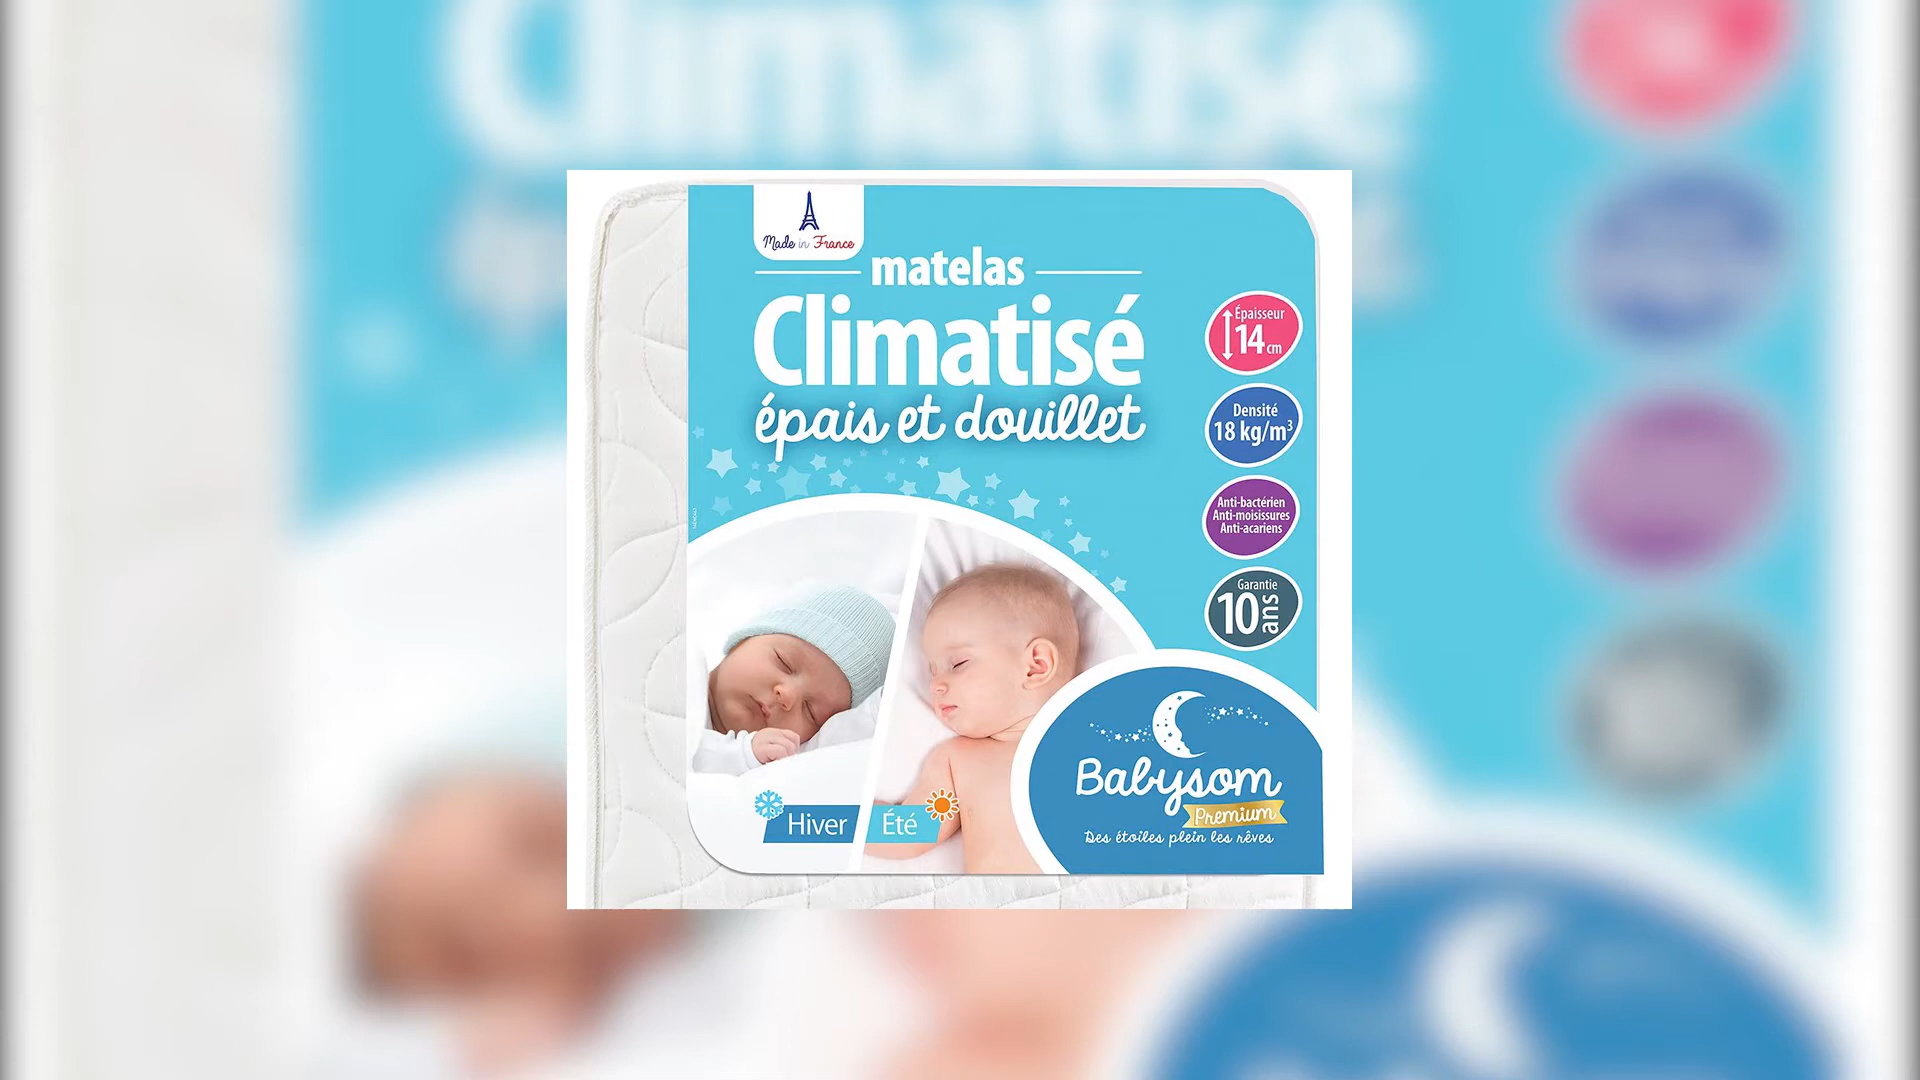 Made in France
matelas
Climatisé
épais et douillet
Épaisseur
14 cm
Densité
18 kg/m³
Anti-bactérien
Anti-moisissures
Anti-acariens
Garantie
10 ans
Hiver
Été
Babysom
Premium
Des étoiles plein les rêves